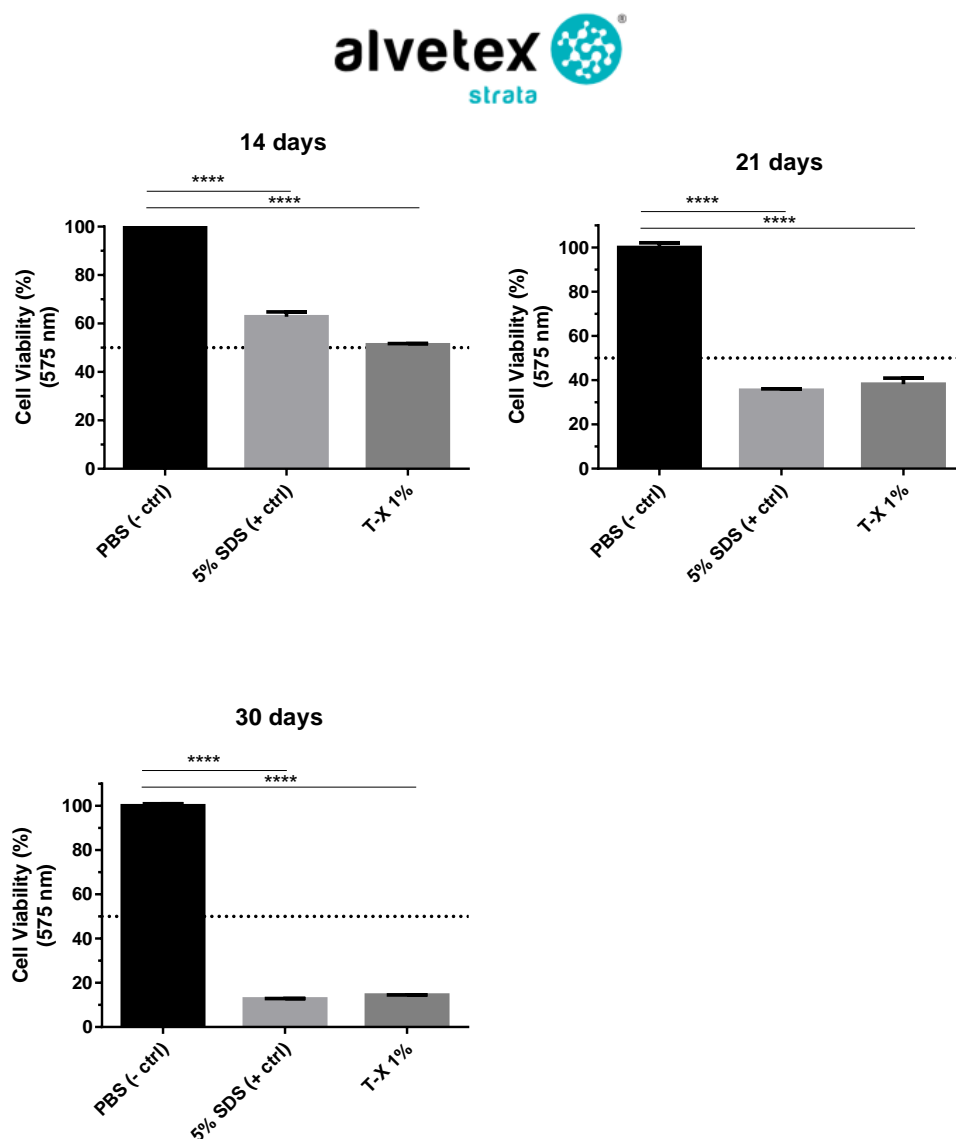 alvetex ®
strata
14 days
****
****
100
80
60
40
20
0
Cell Viability (%)
(575 nm)
PBS (- ctrl)
5% SDS (+ ctrl)
T-X 1%
21 days
****
****
100
80
60
40
20
0
Cell Viability (%)
(575 nm)
PBS (- ctrl)
5% SDS (+ ctrl)
T-X 1%
30 days
****
****
100
80
60
40
20
0
Cell Viability (%)
(575 nm)
PBS (- ctrl)
5% SDS (+ ctrl)
T-X 1%